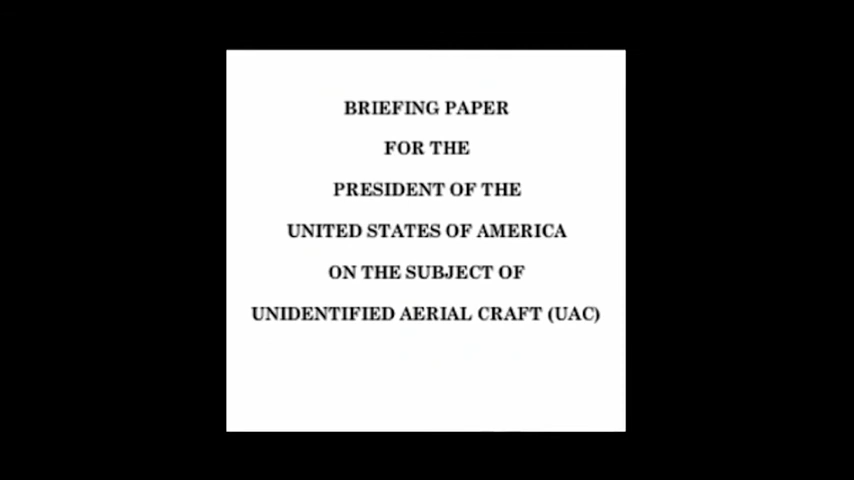 BRIEFING PAPER
FOR THE
PRESIDENT OF THE
UNITED STATES OF AMERICA
ON THE SUBJECT OF
UNIDENTIFIED AERIAL CRAFT (UAC)